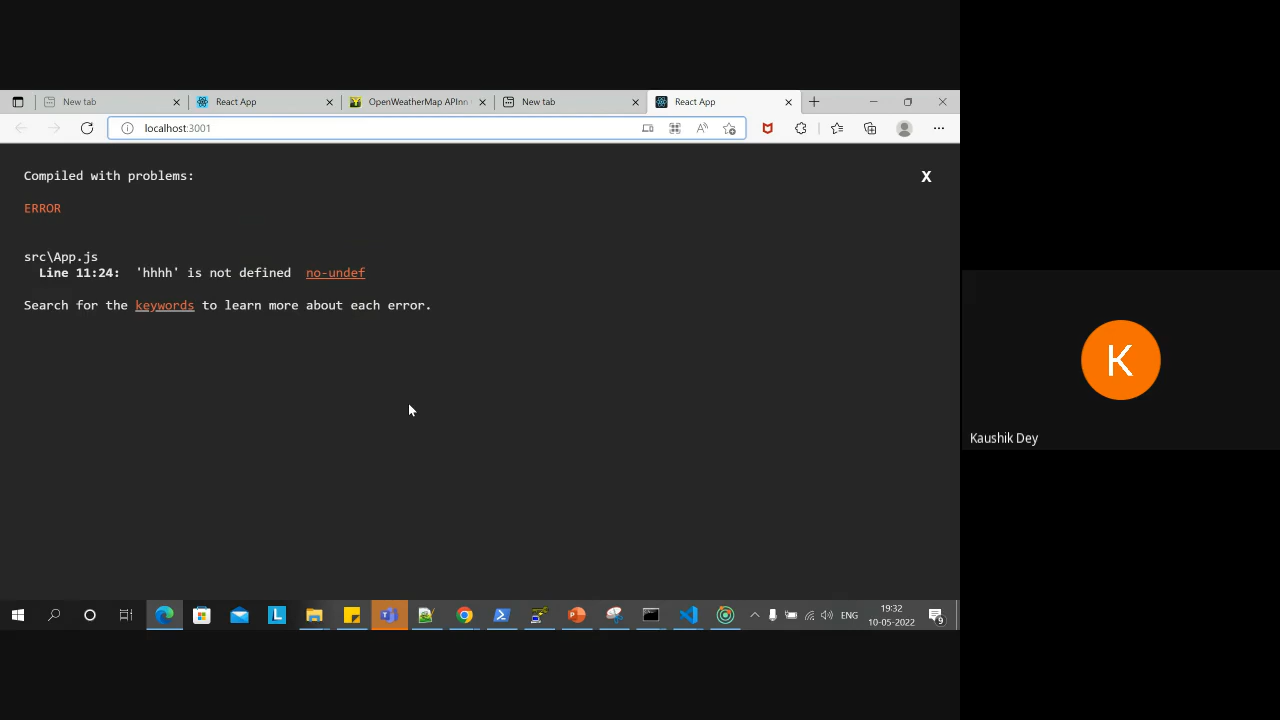 New tab
React App
OpenWeatherMap APInn
New tab
React App
localhost:3001
Compiled with problems:
X
ERROR
src\App.js
Line 11:24: 'hhhh' is not defined no-undef
Search for the keywords to learn more about each error.
K
Kaushik Dey
L
ENG
19:32
10-05-2022
9